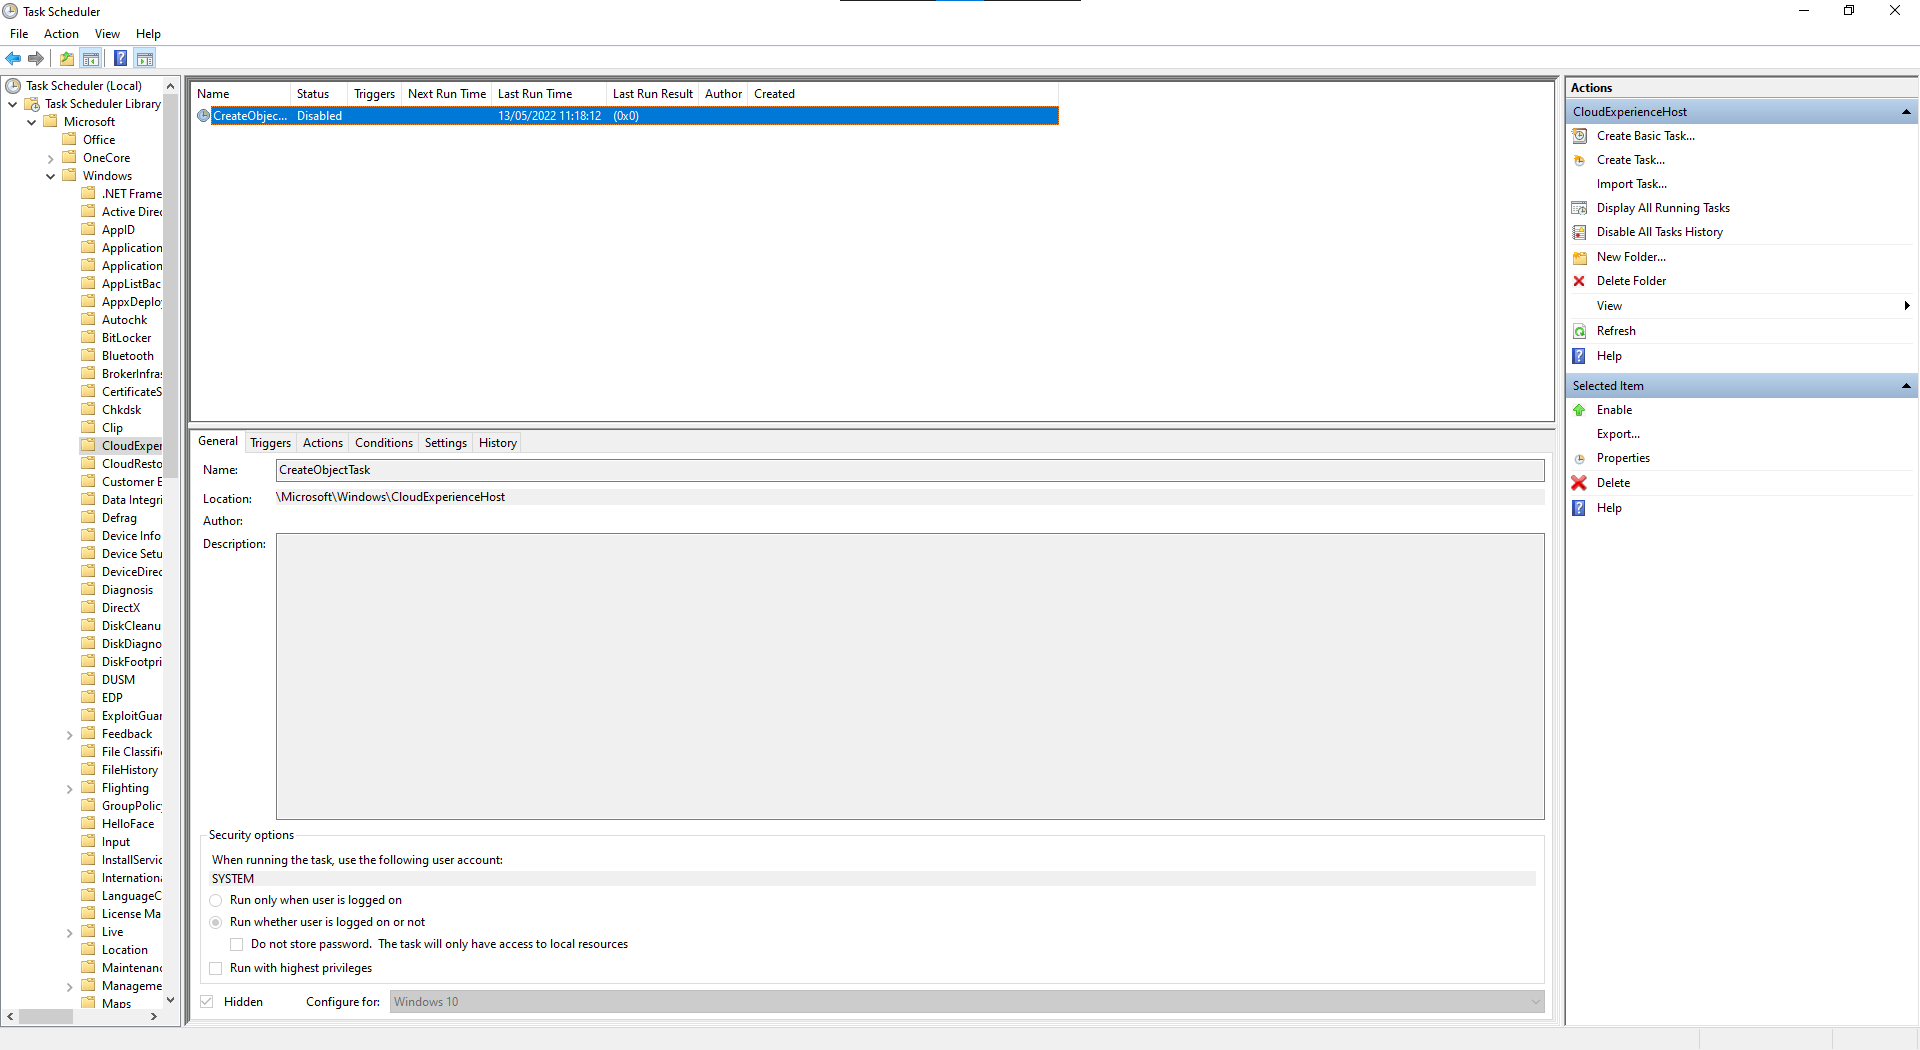 Task Scheduler
File Action View Help
Task Scheduler (Local)
Task Scheduler Library
Microsoft
Office
OneCore
Windows
.NET Frame
Active Direc
AppID
Application
Application
AppListBac
AppxDeplo
Autochk
BitLocker
Bluetooth
BrokerInfra
CertificateS
Chkdsk
Clip
CloudExper
CloudResto
Customer E
Data Integri
Defrag
Device Info
Device Setu
DeviceDirec
Diagnosis
DirectX
DiskCleanu
DiskDiagno
DiskFootpri
DUSM
EDP
ExploitGuar
Feedback
File Classifi
FileHistory
Flighting
GroupPolic
HelloFace
Input
InstallServic
Internationa
LanguageC
License Ma
Live
Location
Maintenanc
Manageme
Maps
Name Status Triggers Next Run Time Last Run Time Last Run Result Author Created
CreateObjec... Disabled 13/05/2022 11:18:12 (0x0)
General Triggers Actions Conditions Settings History
Name: CreateObjectTask
Location: \Microsoft\Windows\CloudExperienceHost
Author:
Description:
Security options
When running the task, use the following user account:
SYSTEM
Run only when user is logged on
Run whether user is logged on or not
Do not store password. The task will only have access to local resources
Run with highest privileges
Hidden Configure for: Windows 10
Actions
CloudExperienceHost
Create Basic Task...
Create Task...
Import Task...
Display All Running Tasks
Disable All Tasks History
New Folder...
Delete Folder
View
Refresh
Help
Selected Item
Enable
Export...
Properties
Delete
Help